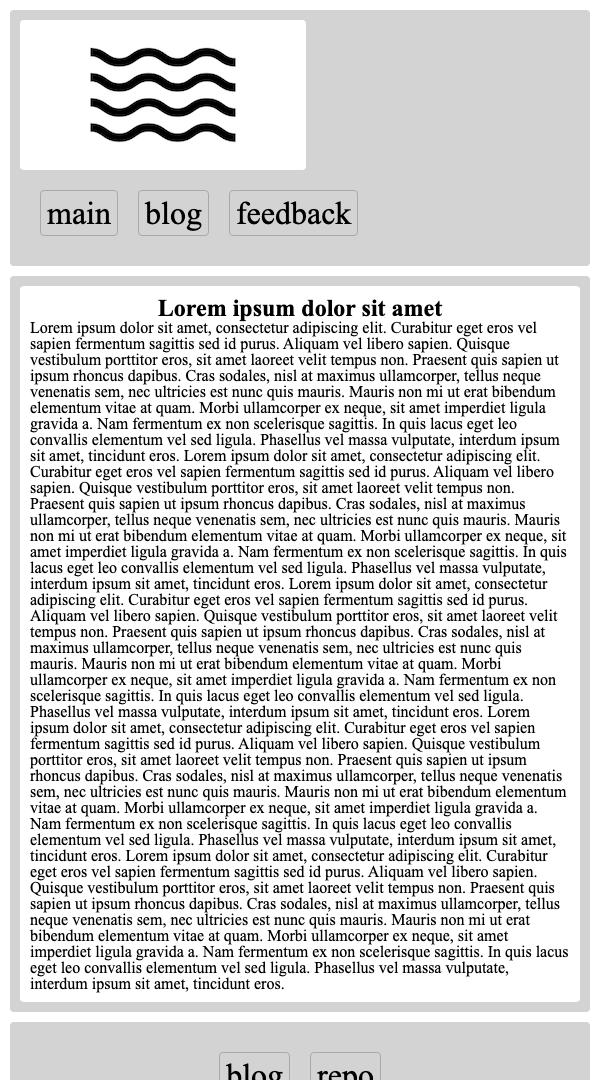 main
blog
feedback
Lorem ipsum dolor sit amet
Lorem ipsum dolor sit amet, consectetur adipiscing elit. Curabitur eget eros vel
sapien fermentum sagittis sed id purus. Aliquam vel libero sapien. Quisque
vestibulum porttitor eros, sit amet laoreet velit tempus non. Praesent quis sapien ut
ipsum rhoncus dapibus. Cras sodales, nisl at maximus ullamcorper, tellus neque
venenatis sem, nec ultricies est nunc quis mauris. Mauris non mi ut erat bibendum
elementum vitae at quam. Morbi ullamcorper ex neque, sit amet imperdiet ligula
gravida a. Nam fermentum ex non scelerisque sagittis. In quis lacus eget leo
convallis elementum vel sed ligula. Phasellus vel massa vulputate, interdum ipsum
sit amet, tincidunt eros. Lorem ipsum dolor sit amet, consectetur adipiscing elit.
Curabitur eget eros vel sapien fermentum sagittis sed id purus. Aliquam vel libero
sapien. Quisque vestibulum porttitor eros, sit amet laoreet velit tempus non.
Praesent quis sapien ut ipsum rhoncus dapibus. Cras sodales, nisl at maximus
ullamcorper, tellus neque venenatis sem, nec ultricies est nunc quis mauris. Mauris
non mi ut erat bibendum elementum vitae at quam. Morbi ullamcorper ex neque, sit
amet imperdiet ligula gravida a. Nam fermentum ex non scelerisque sagittis. In quis
lacus eget leo convallis elementum vel sed ligula. Phasellus vel massa vulputate,
interdum ipsum sit amet, tincidunt eros. Lorem ipsum dolor sit amet, consectetur
adipiscing elit. Curabitur eget eros vel sapien fermentum sagittis sed id purus.
Aliquam vel libero sapien. Quisque vestibulum porttitor eros, sit amet laoreet velit
tempus non. Praesent quis sapien ut ipsum rhoncus dapibus. Cras sodales, nisl at
maximus ullamcorper, tellus neque venenatis sem, nec ultricies est nunc quis
mauris. Mauris non mi ut erat bibendum elementum vitae at quam. Morbi
ullamcorper ex neque, sit amet imperdiet ligula gravida a. Nam fermentum ex non
scelerisque sagittis. In quis lacus eget leo convallis elementum vel sed ligula.
Phasellus vel massa vulputate, interdum ipsum sit amet, tincidunt eros. Lorem
ipsum dolor sit amet, consectetur adipiscing elit. Curabitur eget eros vel sapien
fermentum sagittis sed id purus. Aliquam vel libero sapien. Quisque vestibulum
porttitor eros, sit amet laoreet velit tempus non. Praesent quis sapien ut ipsum
rhoncus dapibus. Cras sodales, nisl at maximus ullamcorper, tellus neque venenatis
sem, nec ultricies est nunc quis mauris. Mauris non mi ut erat bibendum elementum
vitae at quam. Morbi ullamcorper ex neque, sit amet imperdiet ligula gravida a.
Nam fermentum ex non scelerisque sagittis. In quis lacus eget leo convallis
elementum vel sed ligula. Phasellus vel massa vulputate, interdum ipsum sit amet,
tincidunt eros. Lorem ipsum dolor sit amet, consectetur adipiscing elit. Curabitur
eget eros vel sapien fermentum sagittis sed id purus. Aliquam vel libero sapien.
Quisque vestibulum porttitor eros, sit amet laoreet velit tempus non. Praesent quis
sapien ut ipsum rhoncus dapibus. Cras sodales, nisl at maximus ullamcorper, tellus
neque venenatis sem, nec ultricies est nunc quis mauris. Mauris non mi ut erat
bibendum elementum vitae at quam. Morbi ullamcorper ex neque, sit amet
imperdiet ligula gravida a. Nam fermentum ex non scelerisque sagittis. In quis lacus
eget leo convallis elementum vel sed ligula. Phasellus vel massa vulputate,
interdum ipsum sit amet, tincidunt eros.
blog
repo